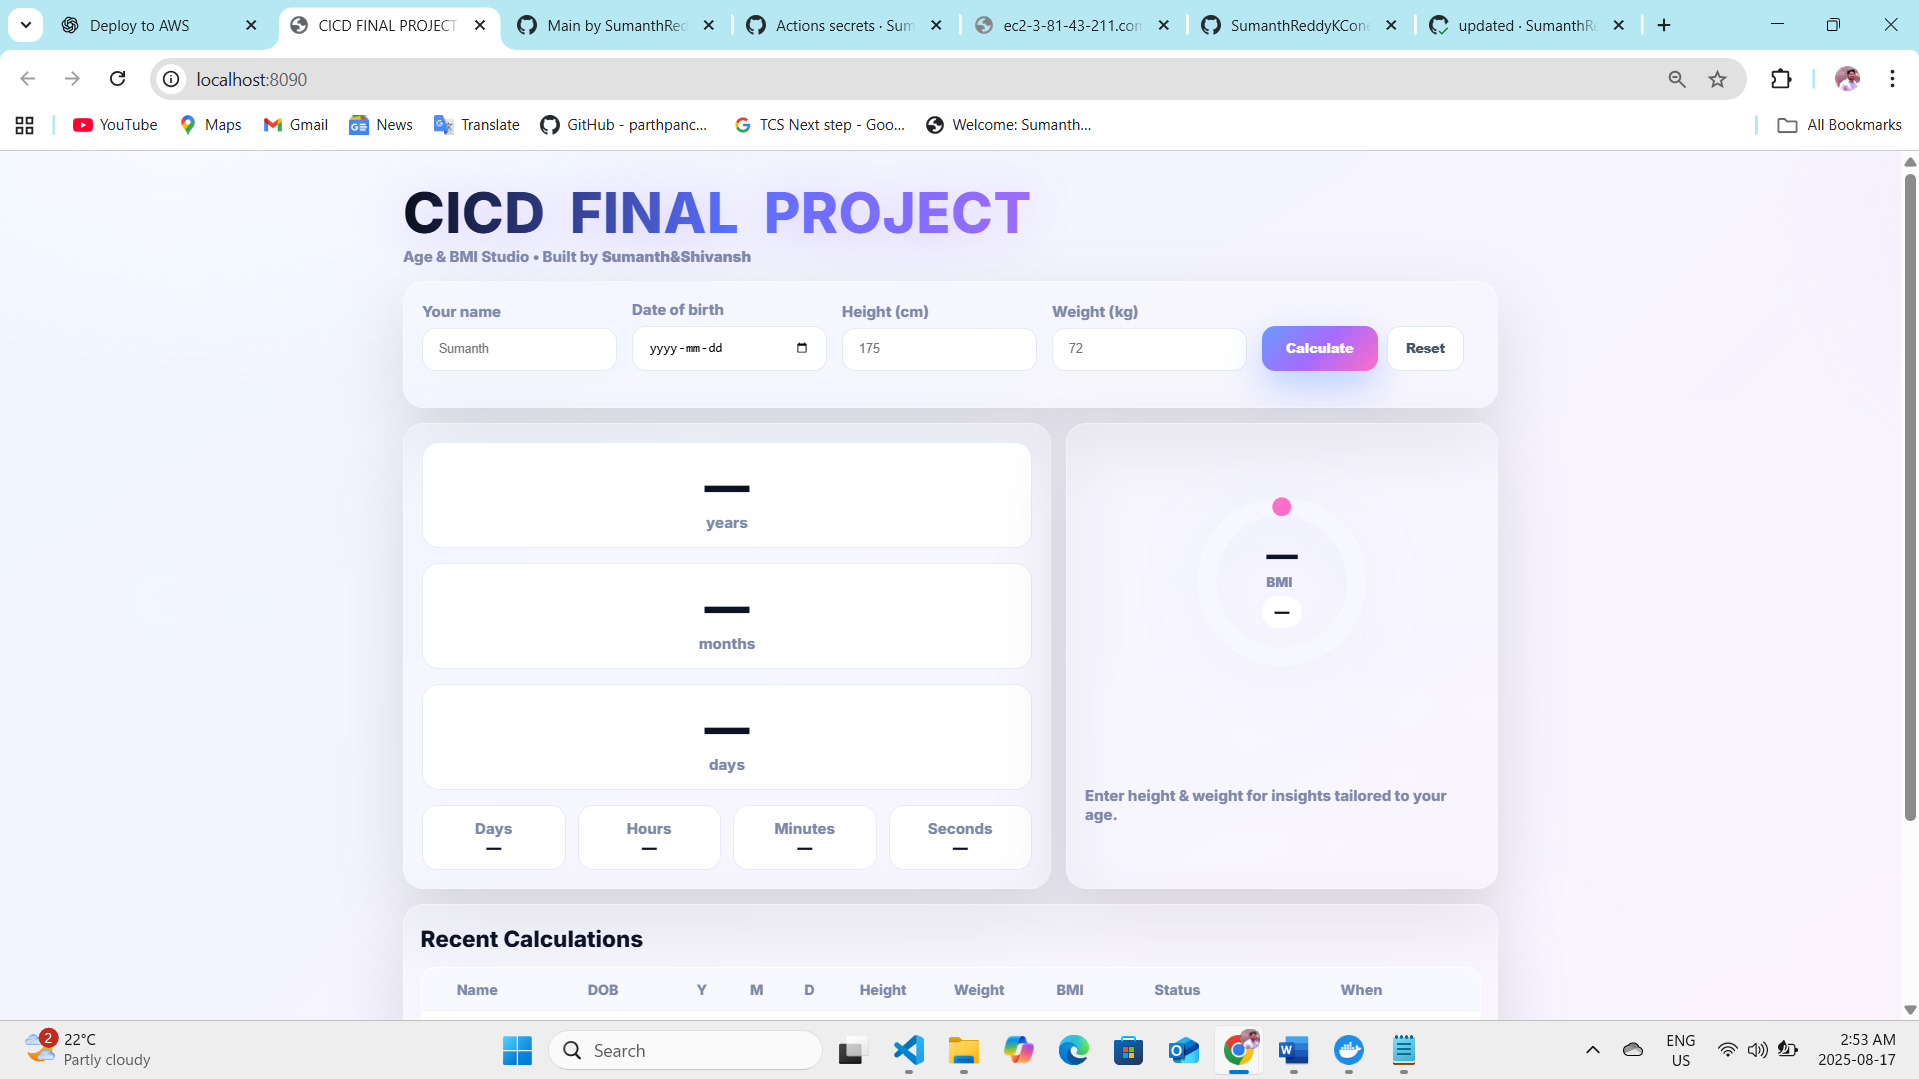 Deploy to AWS
CICD FINAL PROJECT
Main by SumanthRed
Actions secrets · Sum
ec2-3-81-43-211.con
SumanthReddyKCone
updated · SumanthRe
localhost:8090
YouTube
Maps
Gmail
News
Translate
GitHub - parthpanc...
TCS Next step - Goo...
Welcome: Sumanth...
All Bookmarks
CICD FINAL PROJECT
Age & BMI Studio • Built by Sumanth&Shivansh
Your name
Date of birth
Height (cm)
Weight (kg)
Sumanth
yyyy-mm-dd
175
72
Calculate
Reset
—
years
—
months
—
days
Days
—
Hours
—
Minutes
—
Seconds
—
—
BMI
—
Enter height & weight for insights tailored to your
age.
Recent Calculations
Name DOB Y M D Height Weight BMI Status When
2
22°C
Partly cloudy
Search
ENG
US
2:53 AM
2025-08-17